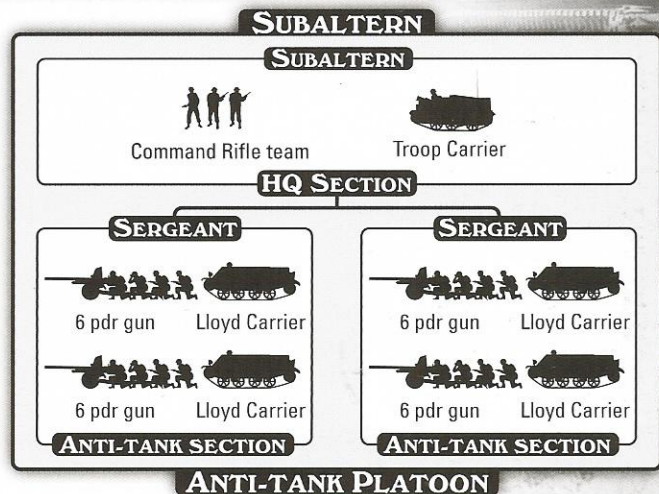 SUBALTERN
SUBALTERN
Command Rifle team Troop Carrier
HQ SECTION
SERGEANT SERGEANT
6 pdr gun Lloyd Carrier 6 pdr gun Lloyd Carrier
6 pdr gun Lloyd Carrier 6 pdr gun Lloyd Carrier
ANTI-TANK SECTION ANTI-TANK SECTION
ANTI-TANK PLATOON